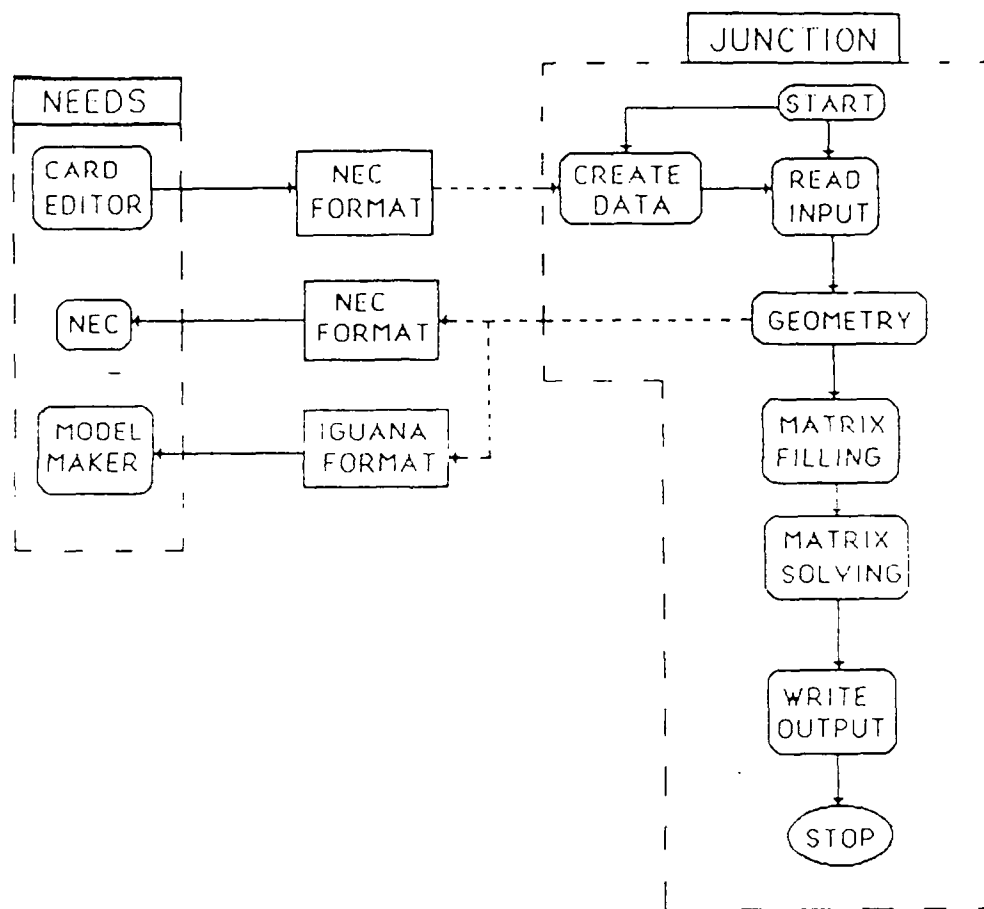 JUNCTION
NEEDS
START
CARD
EDITOR
NEC
FORMAT
CREATE
DATA
READ
INPUT
NEC
NEC
FORMAT
GEOMETRY
MODEL
MAKER
IGUANA
FORMAT
MATRIX
FILLING
MATRIX
SOLVING
WRITE
OUTPUT
STOP